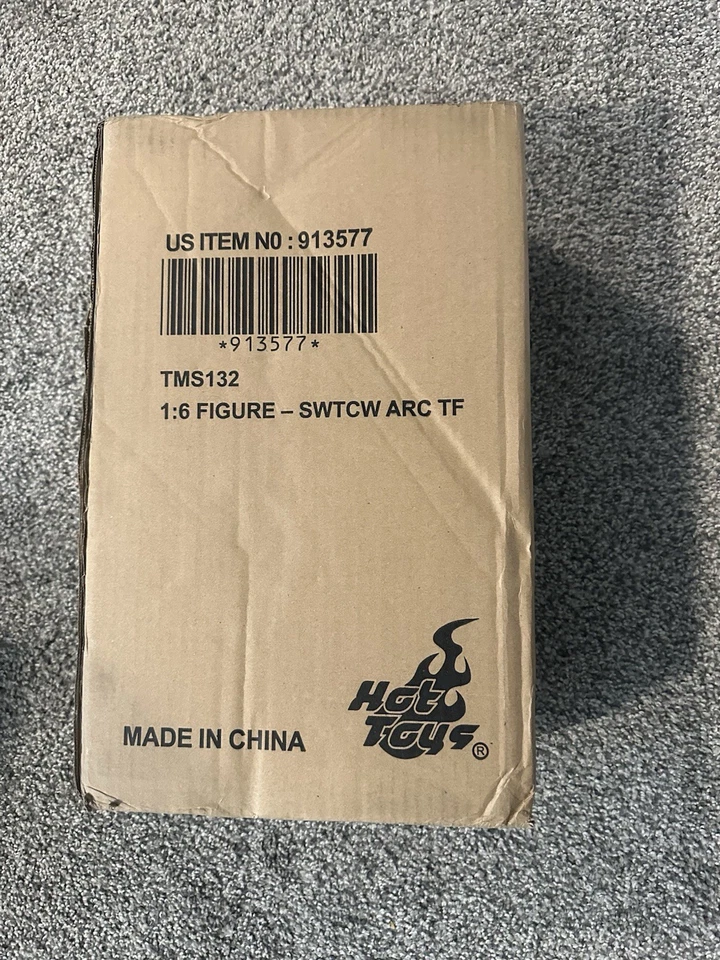 US ITEM N0 : 913577
*913577*
TMS132
1:6 FIGURE – SWTCW ARC TF
Hot
Toys®
MADE IN CHINA